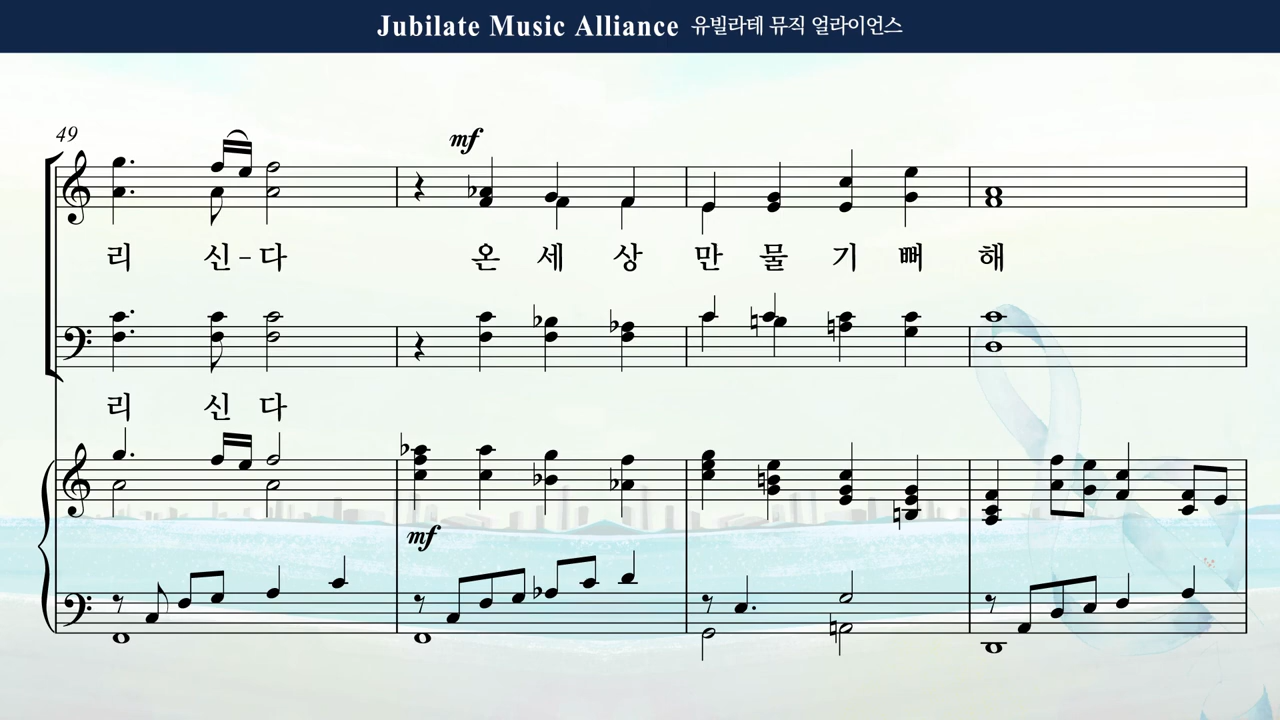 Jubilate Music Alliance 유빌라테 뮤직 얼라이언스
49
mf
리 신-다 온 세 상 만 물 기 뻐 해
리 신 다
mf